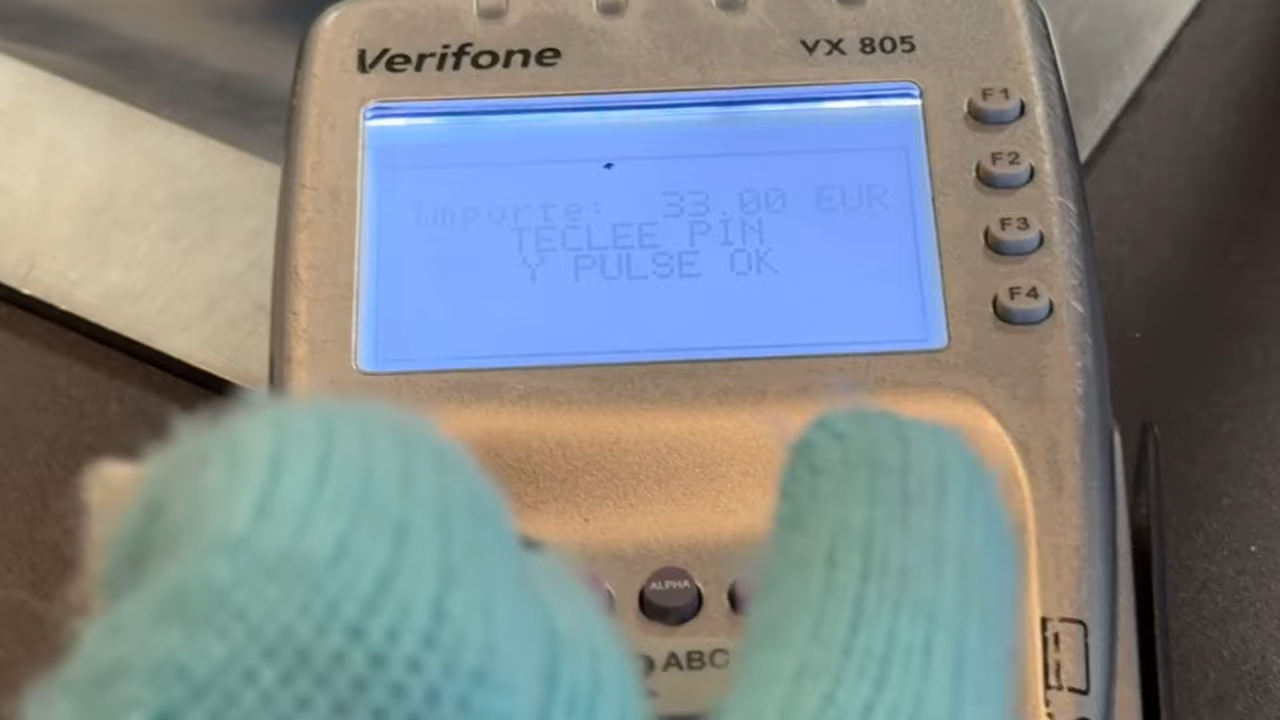 Verifone
VX 805
F1
F2
F3
F4
Importe: 33.00 EUR
TECLEE PIN
Y PULSE OK
ALPHA
ABC